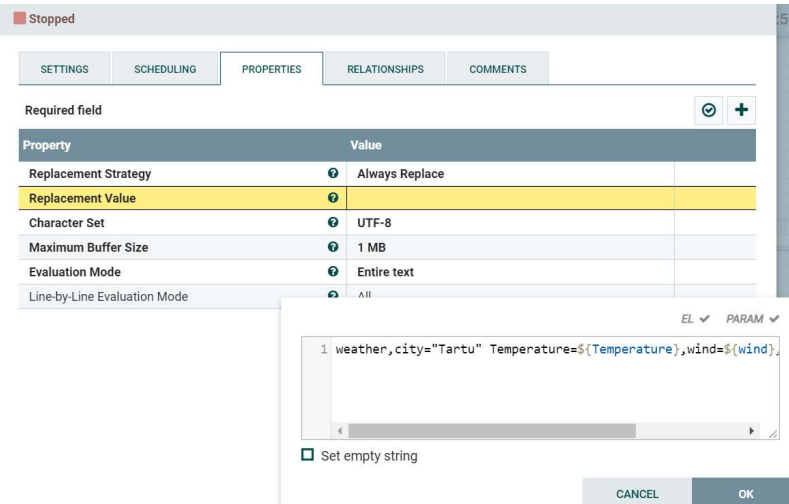 Stopped
:5
SETTINGS SCHEDULING PROPERTIES RELATIONSHIPS COMMENTS
Required field
Property Value
Replacement Strategy Always Replace
Replacement Value
Character Set UTF-8
Maximum Buffer Size 1 MB
Evaluation Mode Entire text
Line-by-Line Evaluation Mode All
EL PARAM
1 weather,city="Tartu" Temperature=${Temperature},wind=${wind},
Set empty string
CANCEL OK